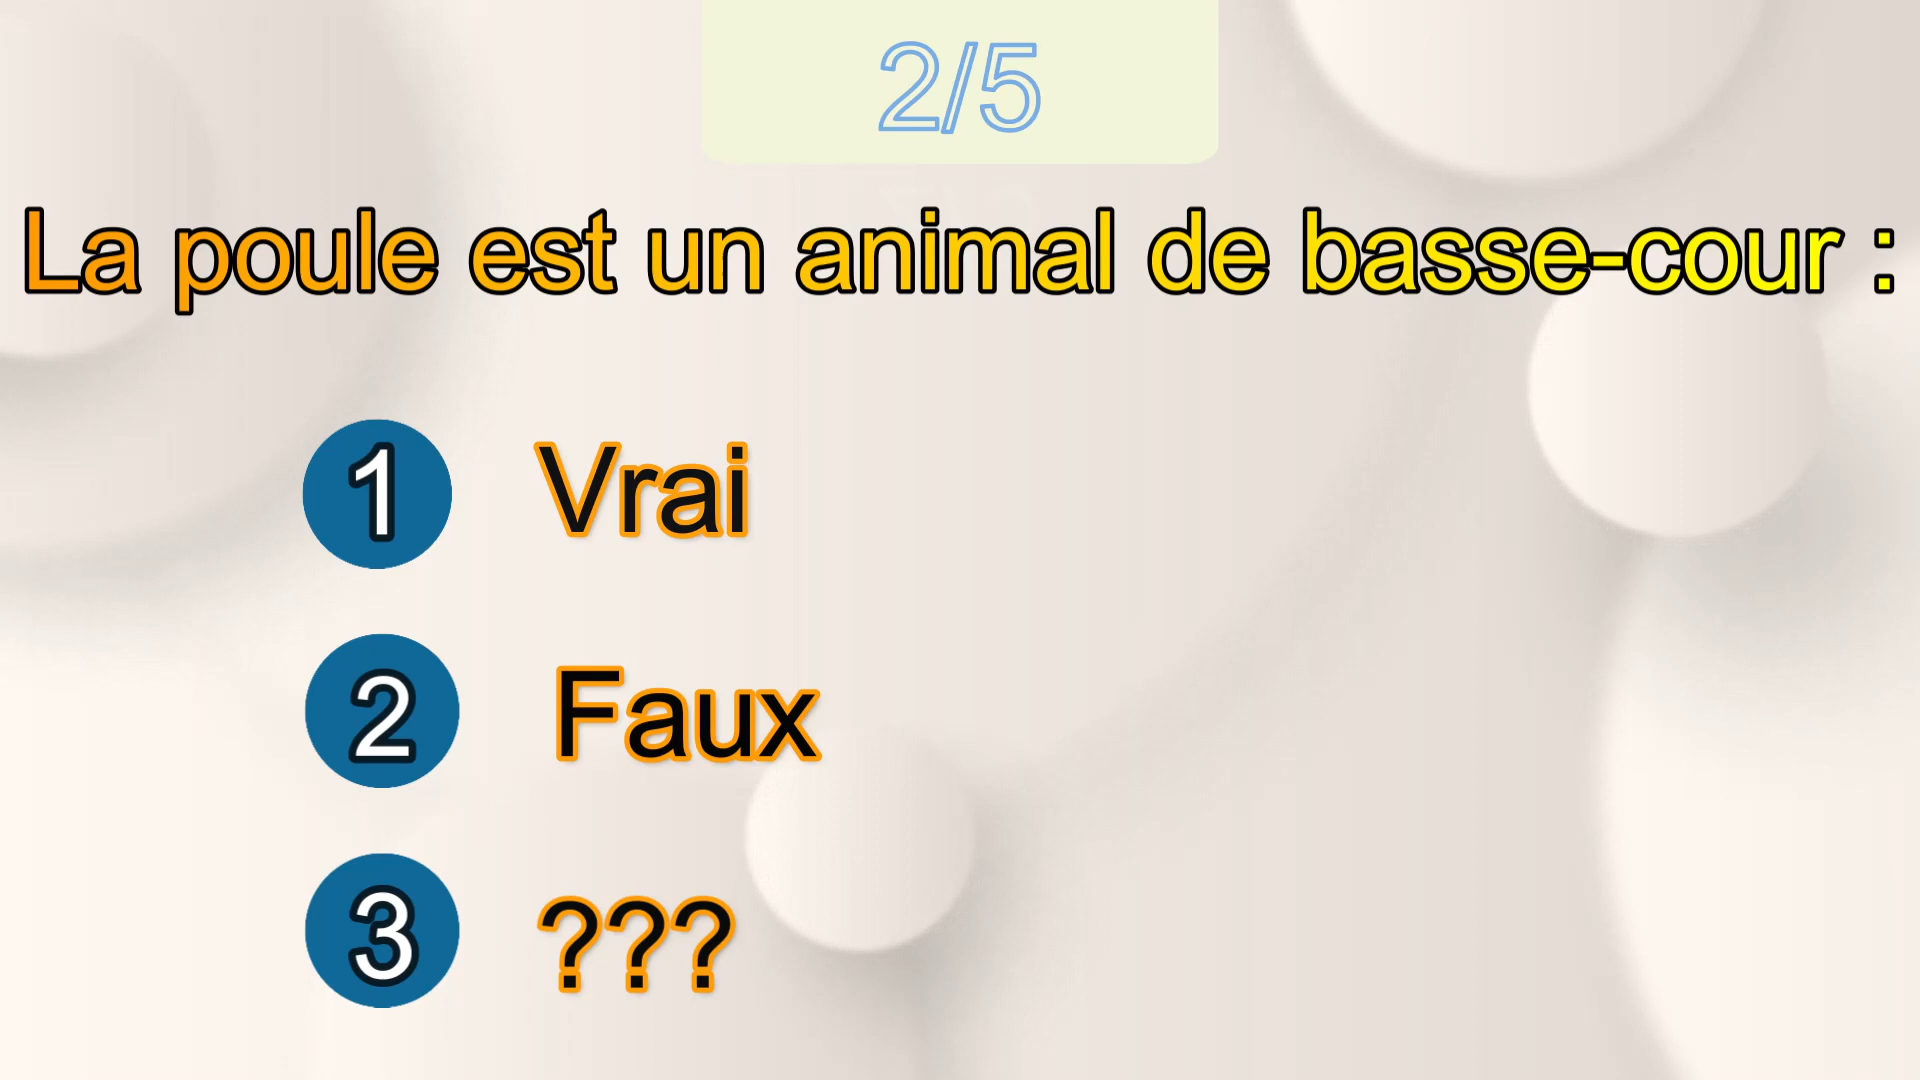 2/5
La poule est un animal de basse-cour :
1 Vrai
2 Faux
3 ???